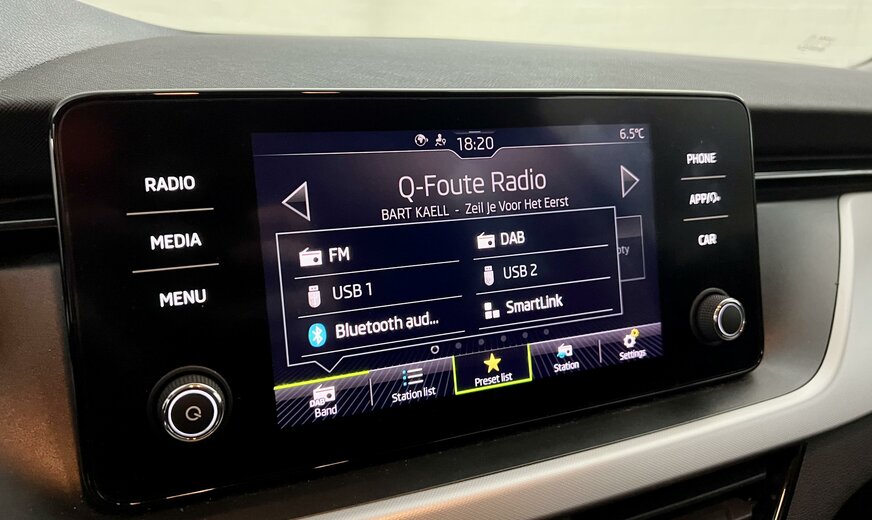 18:20
6.5°C
RADIO
MEDIA
MENU
PHONE
CAR
Q-Foute Radio
BART KAELL - Zeil Je Voor Het Eerst
FM
DAB
USB 1
USB 2
Bluetooth aud...
SmartLink
pty
DAB
Band
Station list
Preset list
Station
Settings